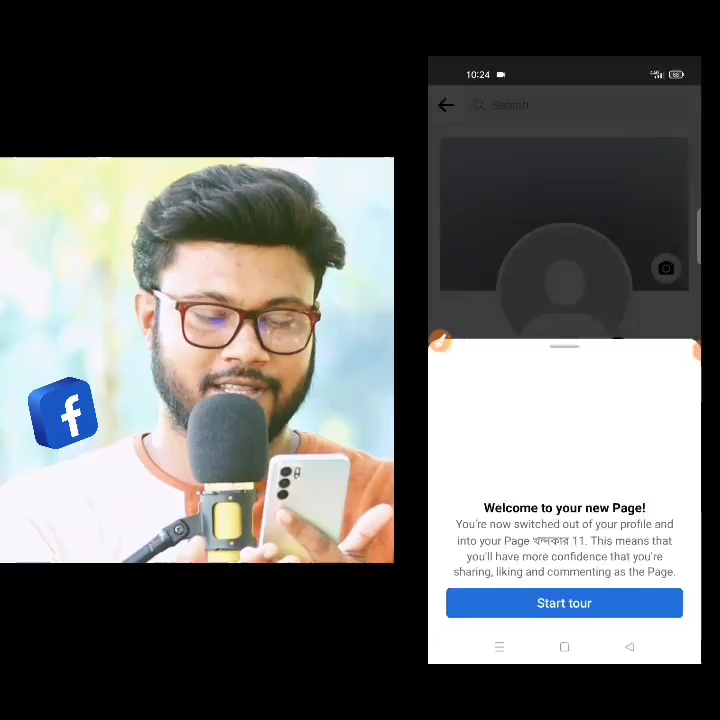 10:24
Search
f
Welcome to your new Page!
You're now switched out of your profile and
into your Page খন্দকার 11. This means that
you'll have more confidence that you're
sharing, liking and commenting as the Page.
Start tour